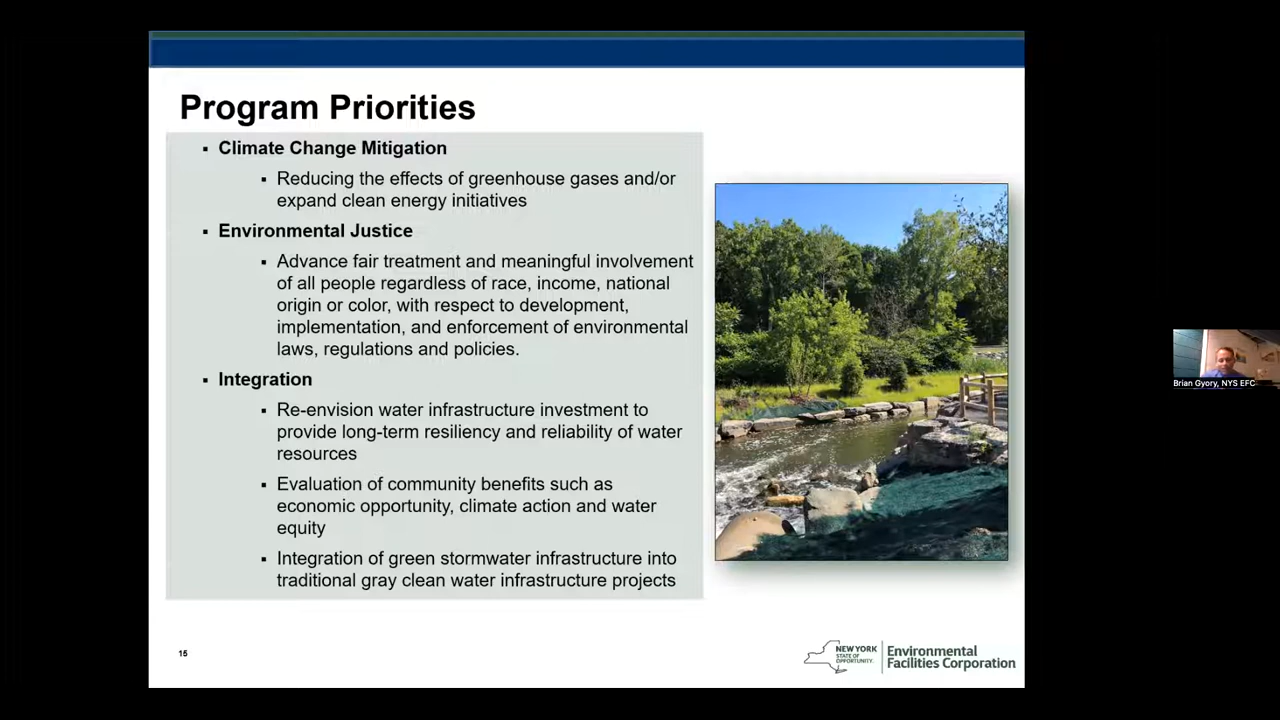 Program Priorities
▪ Climate Change Mitigation
▪ Reducing the effects of greenhouse gases and/or
expand clean energy initiatives
▪ Environmental Justice
▪ Advance fair treatment and meaningful involvement
of all people regardless of race, income, national
origin or color, with respect to development,
implementation, and enforcement of environmental
laws, regulations and policies.
▪ Integration
▪ Re-envision water infrastructure investment to
provide long-term resiliency and reliability of water
resources
▪ Evaluation of community benefits such as
economic opportunity, climate action and water
equity
▪ Integration of green stormwater infrastructure into
traditional gray clean water infrastructure projects
Brian Gyory, NYS EFC
15
NEW YORK
STATE OF
OPPORTUNITY.
Environmental
Facilities Corporation